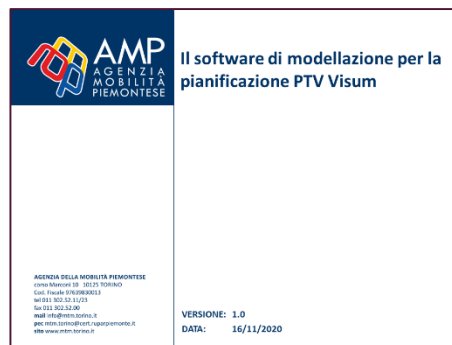 AMP
AGENZIA
MOBILITÀ
PIEMONTESE
Il software di modellazione per la
pianificazione PTV Visum
AGENZIA DELLA MOBILITÀ PIEMONTESE
corso Marconi 10 10125 TORINO
Cod. Fiscale 97639830013
tel 011 302.52.11/23
fax 011 302.52.00
mail info@mtm.torino.it
pec mtm.torino@cert.ruparpiemonte.it
site www.mtm.torino.it
VERSIONE: 1.0
DATA: 16/11/2020